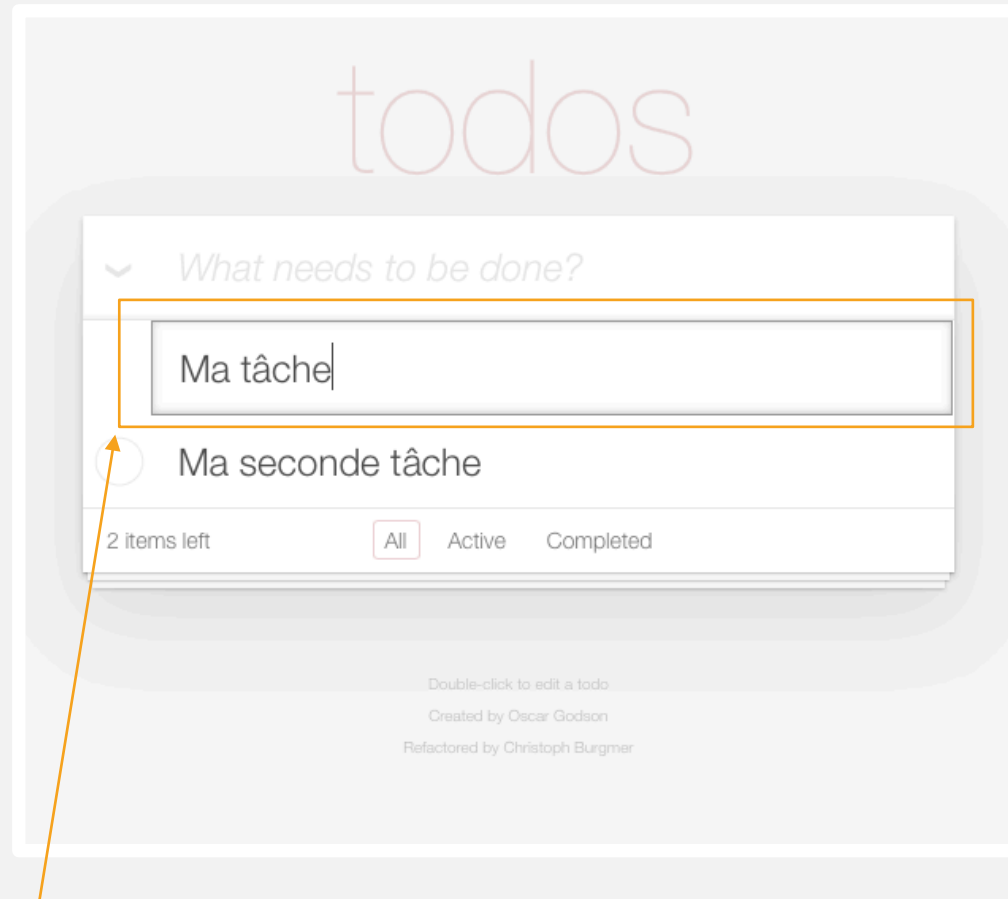 todos
What needs to be done?
Ma tâche
Ma seconde tâche
2 items left All Active Completed
Double-click to edit a todo
Created by Oscar Godson
Refactored by Christoph Burgmer